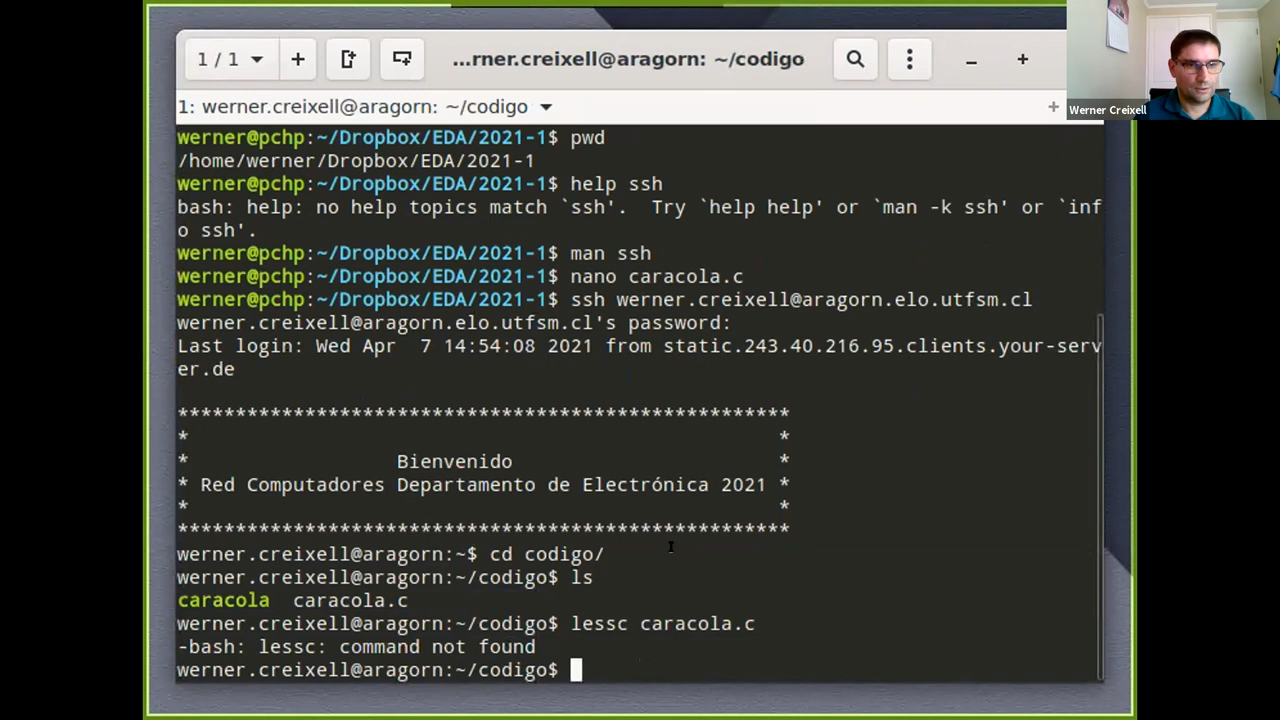 1 / 1
...rner.creixell@aragorn: ~/codigo
1: werner.creixell@aragorn: ~/codigo
Werner Creixell
werner@pchp:~/Dropbox/EDA/2021-1$ pwd
/home/werner/Dropbox/EDA/2021-1
werner@pchp:~/Dropbox/EDA/2021-1$ help ssh
bash: help: no help topics match `ssh'.  Try `help help' or `man -k ssh' or `inf
o ssh'.
werner@pchp:~/Dropbox/EDA/2021-1$ man ssh
werner@pchp:~/Dropbox/EDA/2021-1$ nano caracola.c
werner@pchp:~/Dropbox/EDA/2021-1$ ssh werner.creixell@aragorn.elo.utfsm.cl
werner.creixell@aragorn.elo.utfsm.cl's password:
Last login: Wed Apr  7 14:54:08 2021 from static.243.40.216.95.clients.your-serv
er.de
*****************************************************
*                                                   *
*                  Bienvenido                       *
* Red Computadores Departamento de Electrónica 2021 *
*                                                   *
*****************************************************
werner.creixell@aragorn:~$ cd codigo/
werner.creixell@aragorn:~/codigo$ ls
caracola  caracola.c
werner.creixell@aragorn:~/codigo$ lessc caracola.c
-bash: lessc: command not found
werner.creixell@aragorn:~/codigo$